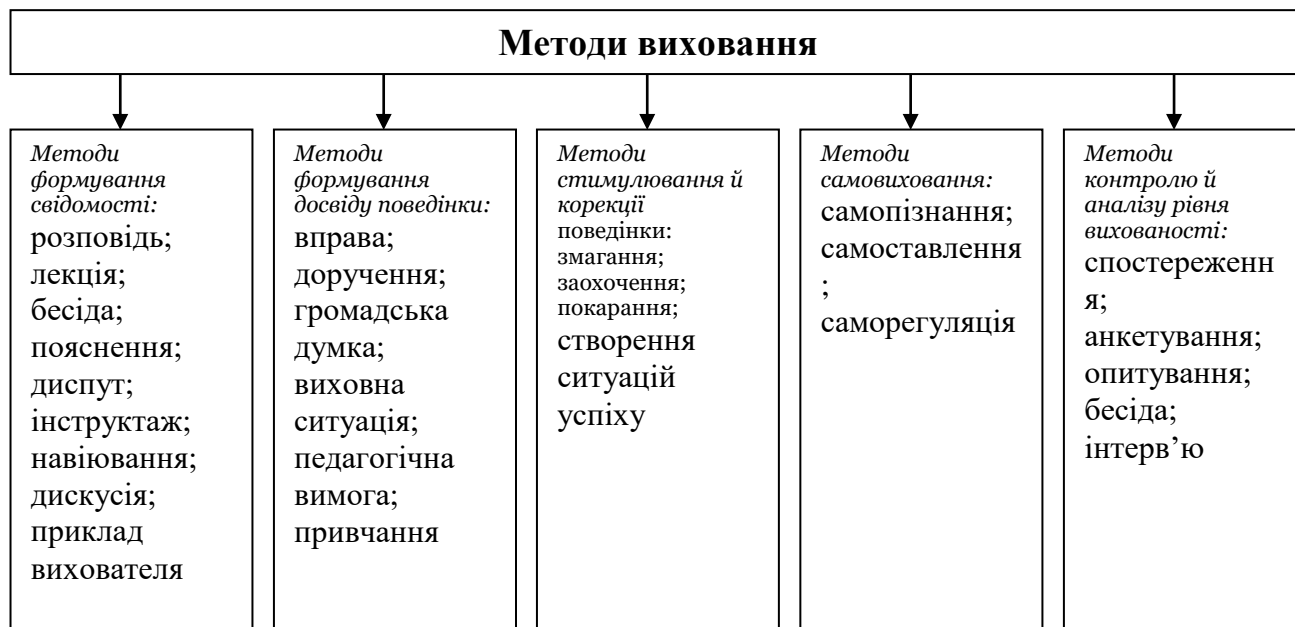 Методи виховання
Методи
формування
свідомості:
розповідь;
лекція;
бесіда;
пояснення;
диспут;
інструктаж;
навіювання;
дискусія;
приклад
вихователя
Методи
формування
досвіду поведінки:
вправа;
доручення;
громадська
думка;
виховна
ситуація;
педагогічна
вимога;
привчання
Методи
стимулювання й
корекції
поведінки:
змагання;
заохочення;
покарання;
створення
ситуацій
успіху
Методи
самовиховання:
самопізнання;
самоставлення
;
саморегуляція
Методи
контролю й
аналізу рівня
вихованості:
спостереженн
я;
анкетування;
опитування;
бесіда;
інтерв’ю